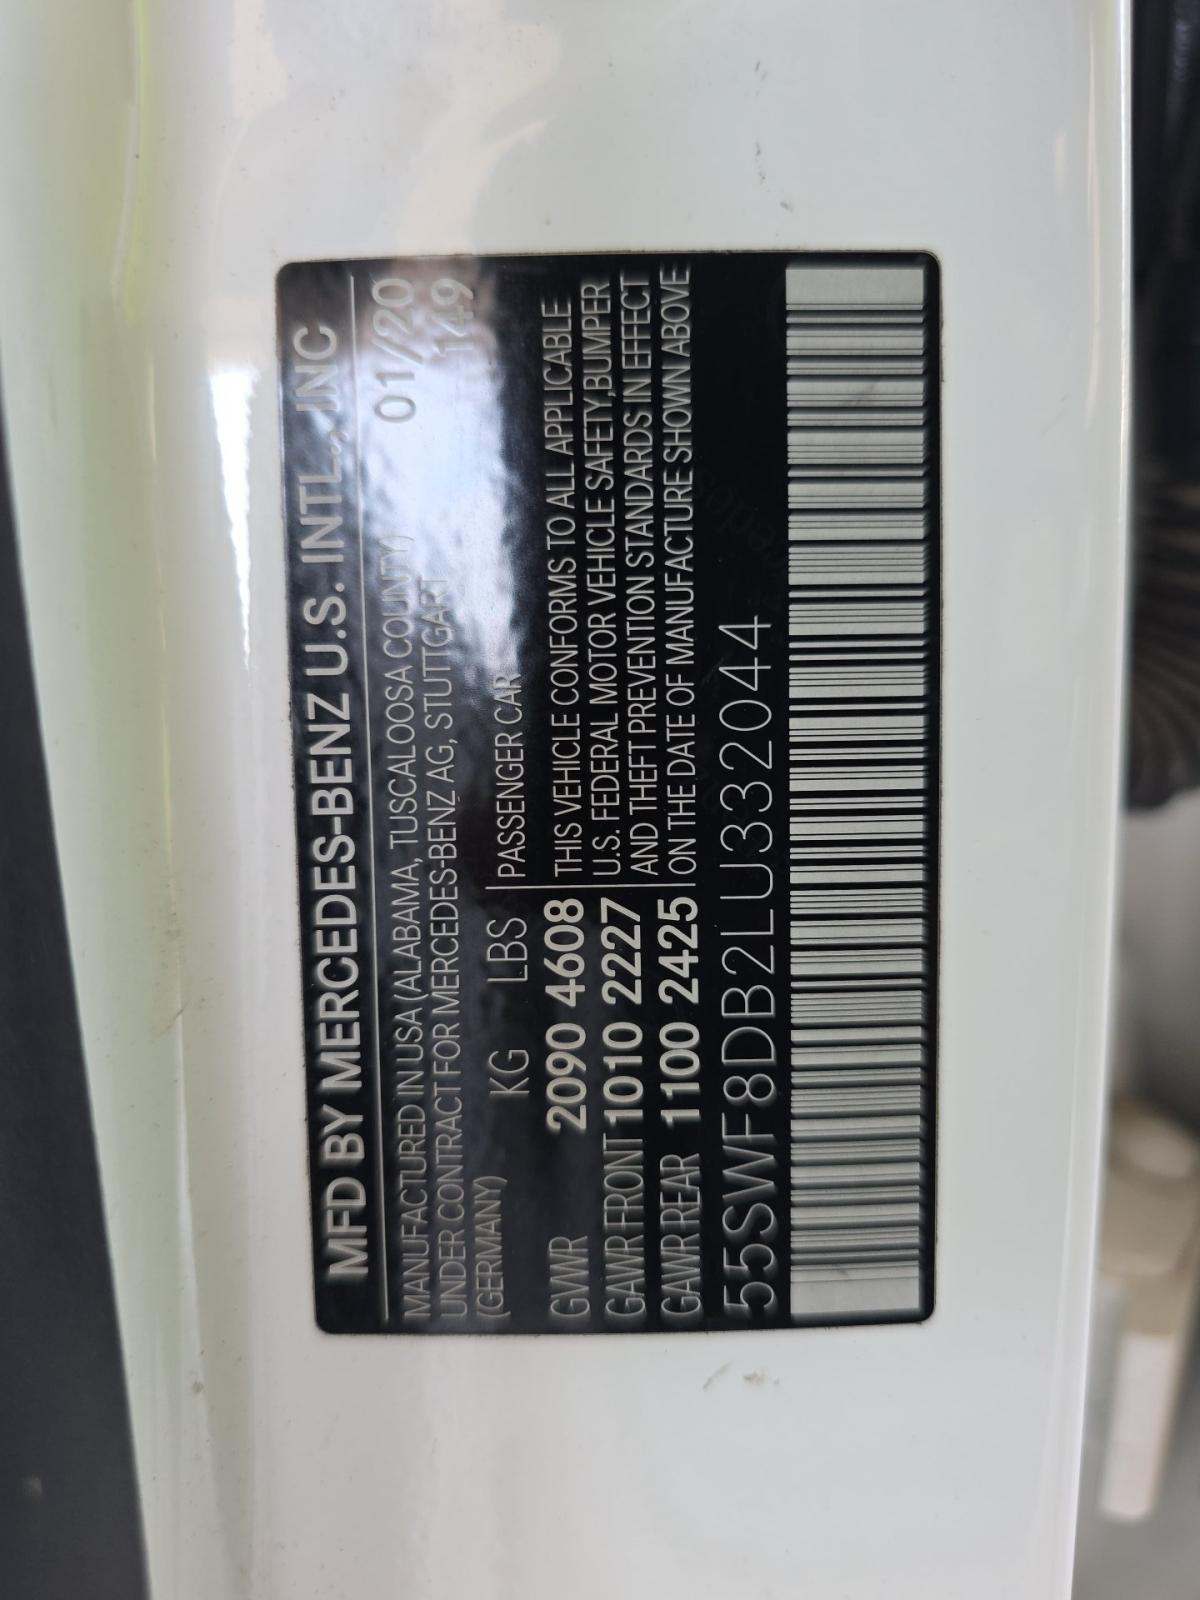 MFD BY MERCEDES-BENZ U.S. INTL., INC
MANUFACTURED IN USA (ALABAMA, TUSCALOOSA COUNTY) 01/20
UNDER CONTRACT FOR MERCEDES-BENZ AG, STUTTGART 149
(GERMANY)
KG LBS PASSENGER CAR
GVWR 2090 4608 THIS VEHICLE CONFORMS TO ALL APPLICABLE
GAWR FRONT 1010 2227 U.S. FEDERAL MOTOR VEHICLE SAFETY,BUMPER
AND THEFT PREVENTION STANDARDS IN EFFECT
GAWR REAR 1100 2425 ON THE DATE OF MANUFACTURE SHOWN ABOVE
55SWF8DB2LU332044